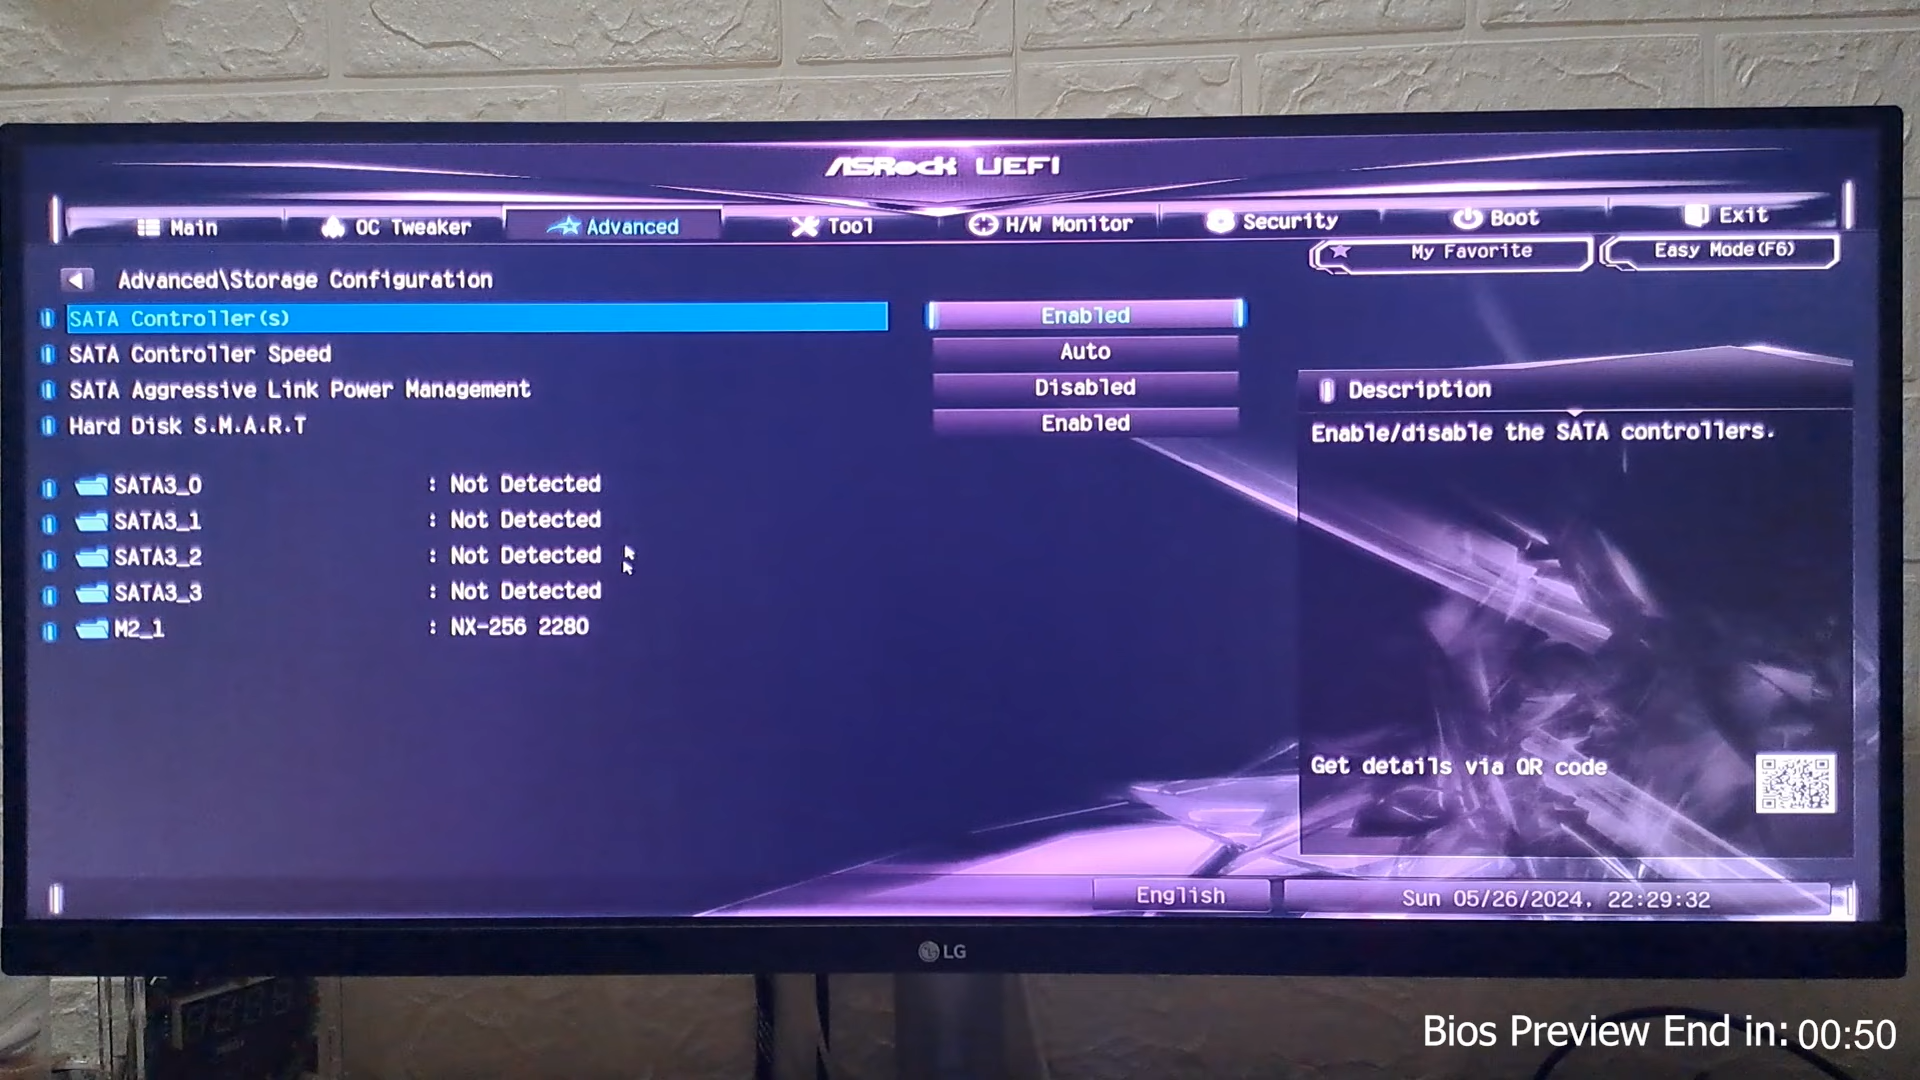 ASRock UEFI
Main OC Tweaker Advanced Tool H/W Monitor Security Boot Exit
My Favorite Easy Mode(F6)
Advanced\Storage Configuration
SATA Controller(s) Enabled
SATA Controller Speed Auto
SATA Aggressive Link Power Management Disabled
Hard Disk S.M.A.R.T Enabled
SATA3_0 : Not Detected
SATA3_1 : Not Detected
SATA3_2 : Not Detected
SATA3_3 : Not Detected
M2_1 : NX-256 2280
Description
Enable/disable the SATA controllers.
Get details via QR code
English Sun 05/26/2024, 22:29:32
LG
Bios Preview End in: 00:50